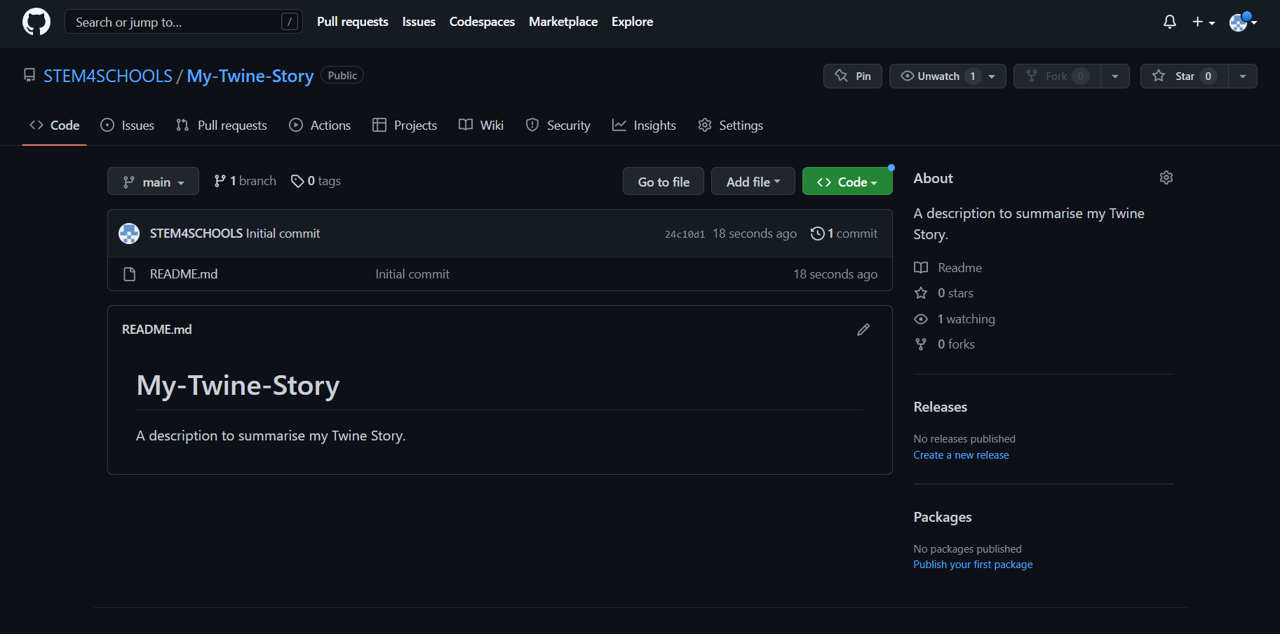 Search or jump to... / Pull requests Issues Codespaces Marketplace Explore
STEM4SCHOOLS / My-Twine-Story Public Pin Unwatch 1 Fork 0 Star 0
Code Issues Pull requests Actions Projects Wiki Security Insights Settings
main 1 branch 0 tags Go to file Add file Code
STEM4SCHOOLS Initial commit 24c10d1 18 seconds ago 1 commit
README.md Initial commit 18 seconds ago
README.md
My-Twine-Story
A description to summarise my Twine Story.
About
A description to summarise my Twine
Story.
Readme
0 stars
1 watching
0 forks
Releases
No releases published
Create a new release
Packages
No packages published
Publish your first package